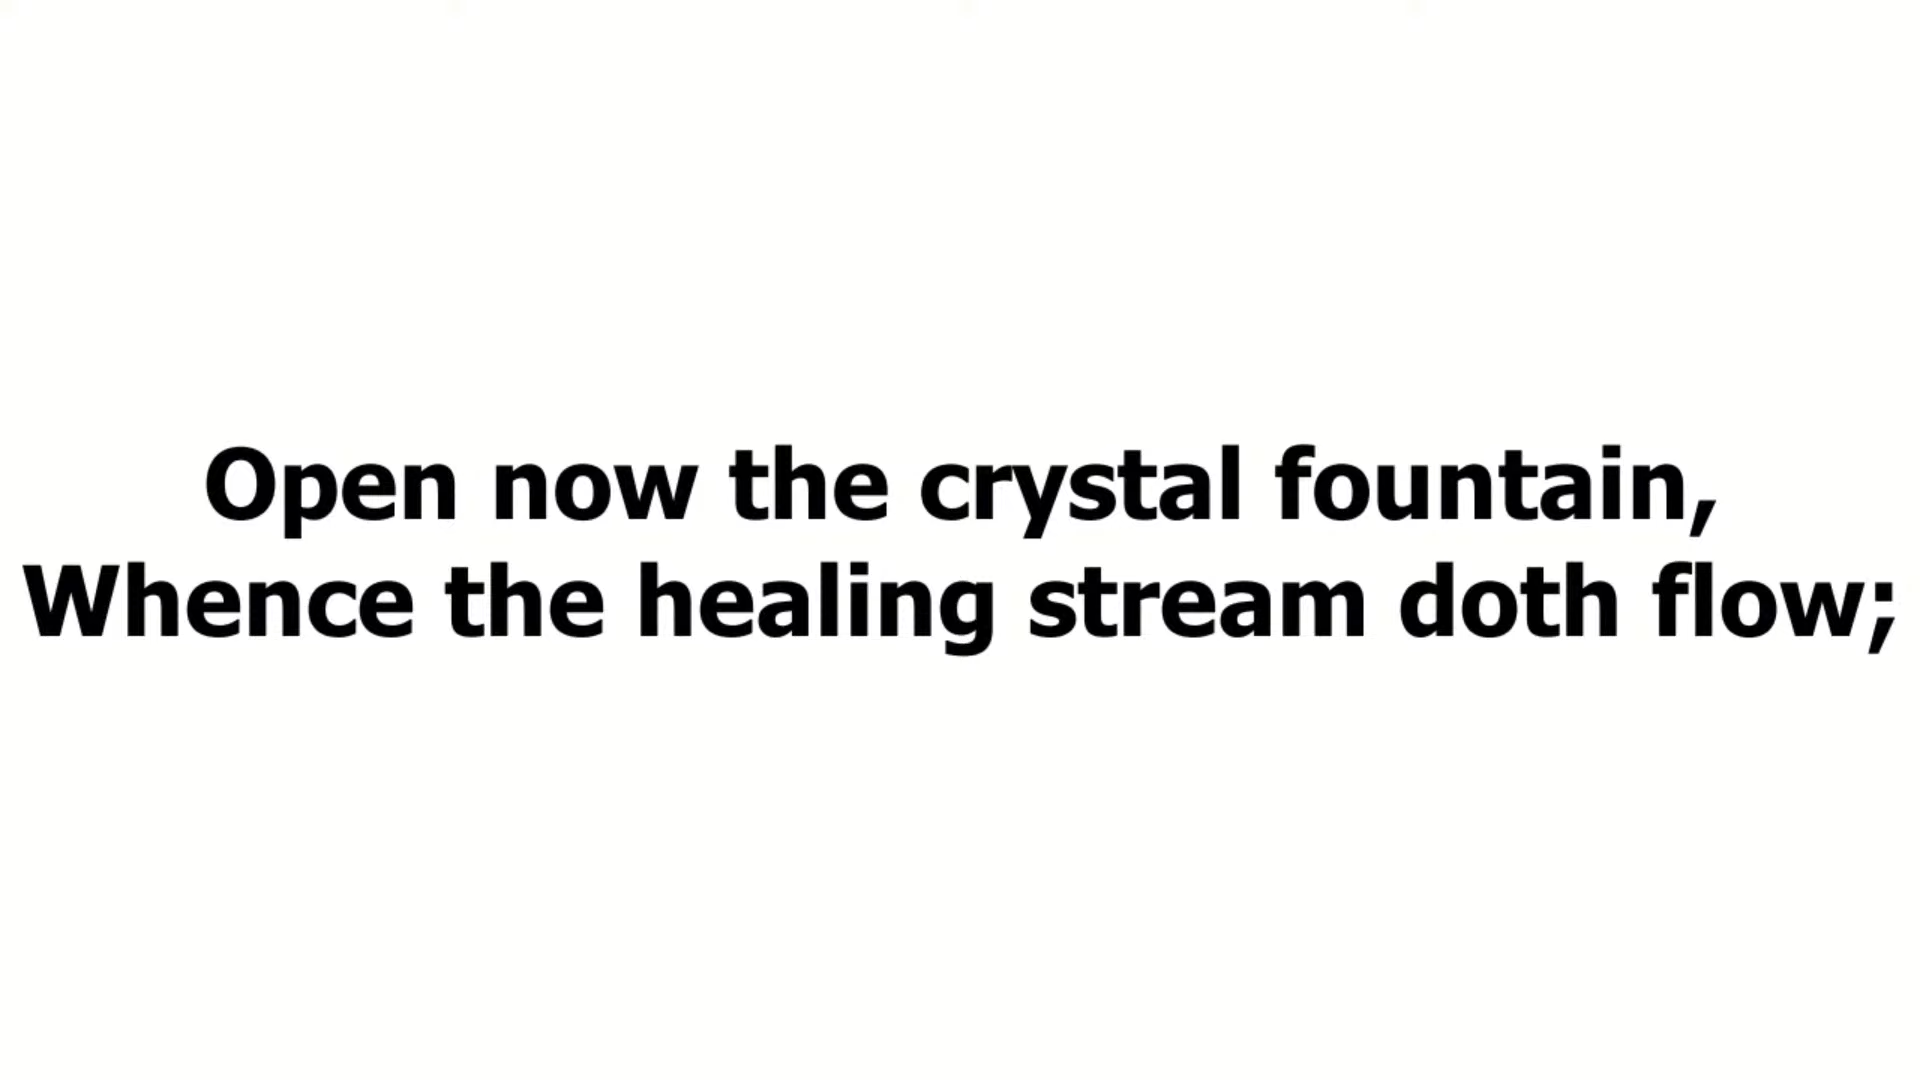 Open now the crystal fountain,
Whence the healing stream doth flow;